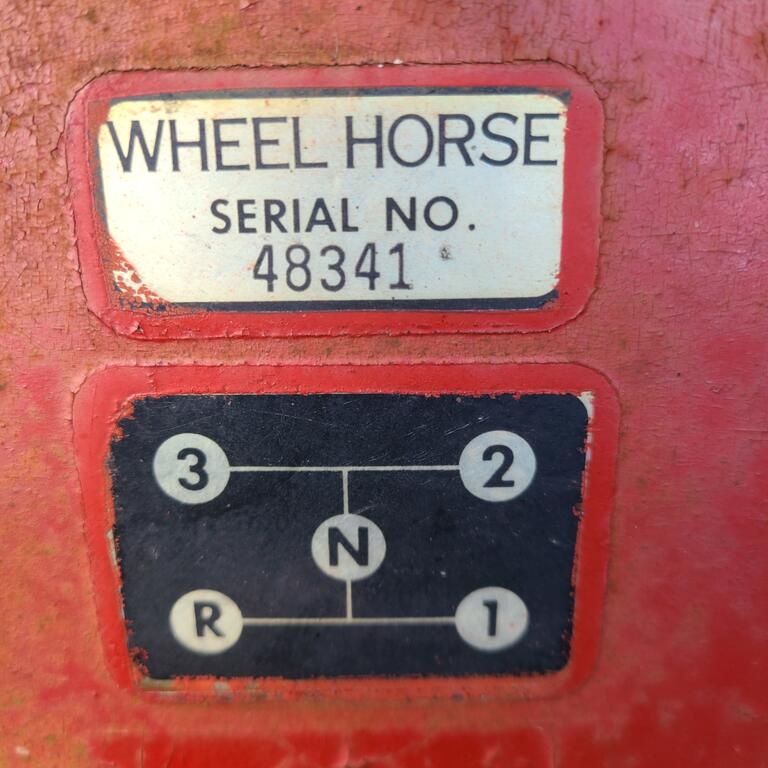 WHEEL HORSE
SERIAL NO.
48341
3 2
N
R 1